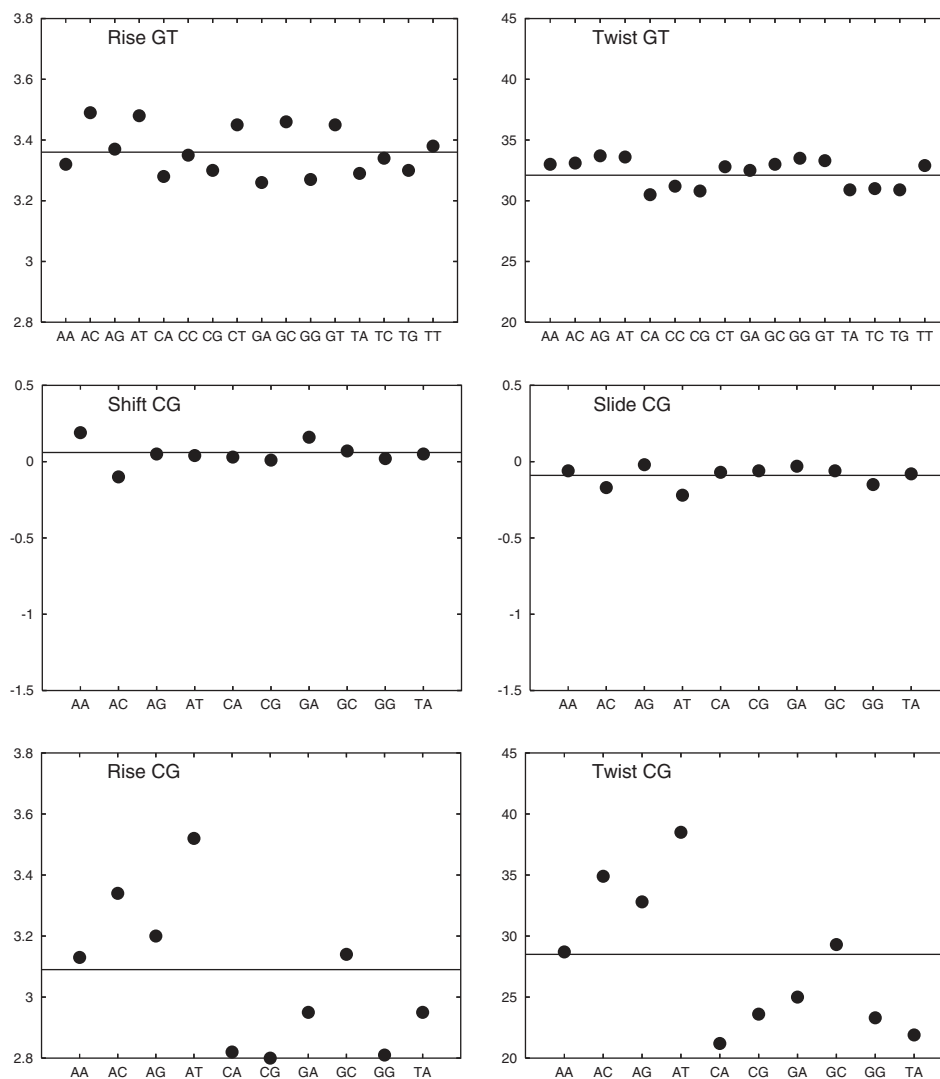 Rise GT
3.8
3.6
3.4
3.2
3
2.8
AA AC AG AT CA CC CG CT GA GC GG GT TA TC TG TT
Twist GT
45
40
35
30
25
20
AA AC AG AT CA CC CG CT GA GC GG GT TA TC TG TT
Shift CG
0.5
0
-0.5
-1
-1.5
AA AC AG AT CA CG GA GC GG TA
Slide CG
0.5
0
-0.5
-1
-1.5
AA AC AG AT CA CG GA GC GG TA
Rise CG
3.8
3.6
3.4
3.2
3
2.8
AA AC AG AT CA CG GA GC GG TA
Twist CG
45
40
35
30
25
20
AA AC AG AT CA CG GA GC GG TA